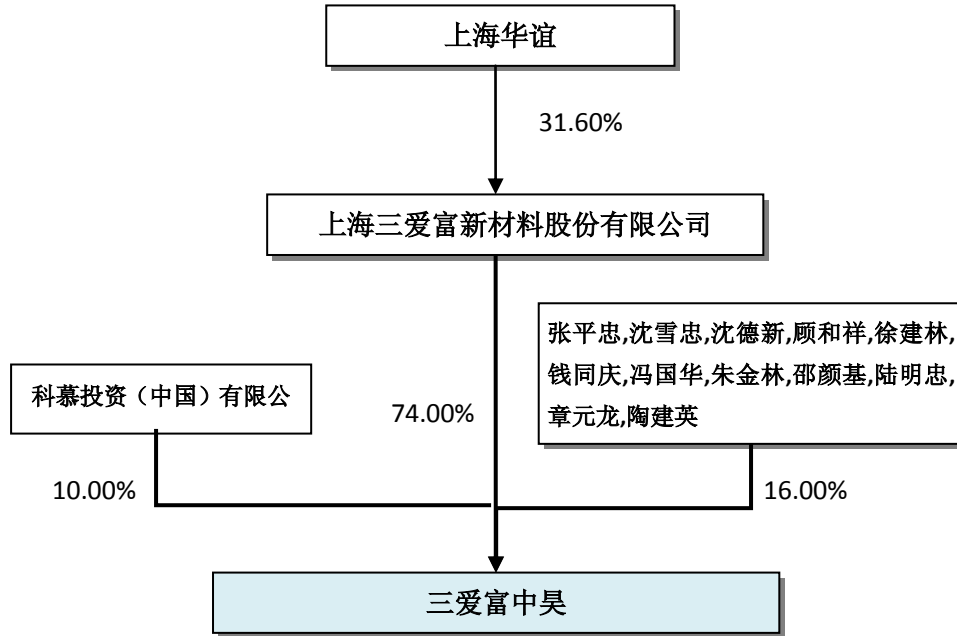 上海华谊
31.60%
上海三爱富新材料股份有限公司
张平忠,沈雪忠,沈德新,顾和祥,徐建林,
钱同庆,冯国华,朱金林,邵颜基,陆明忠,
章元龙,陶建英
科慕投资（中国）有限公
74.00%
10.00%
16.00%
三爱富中昊